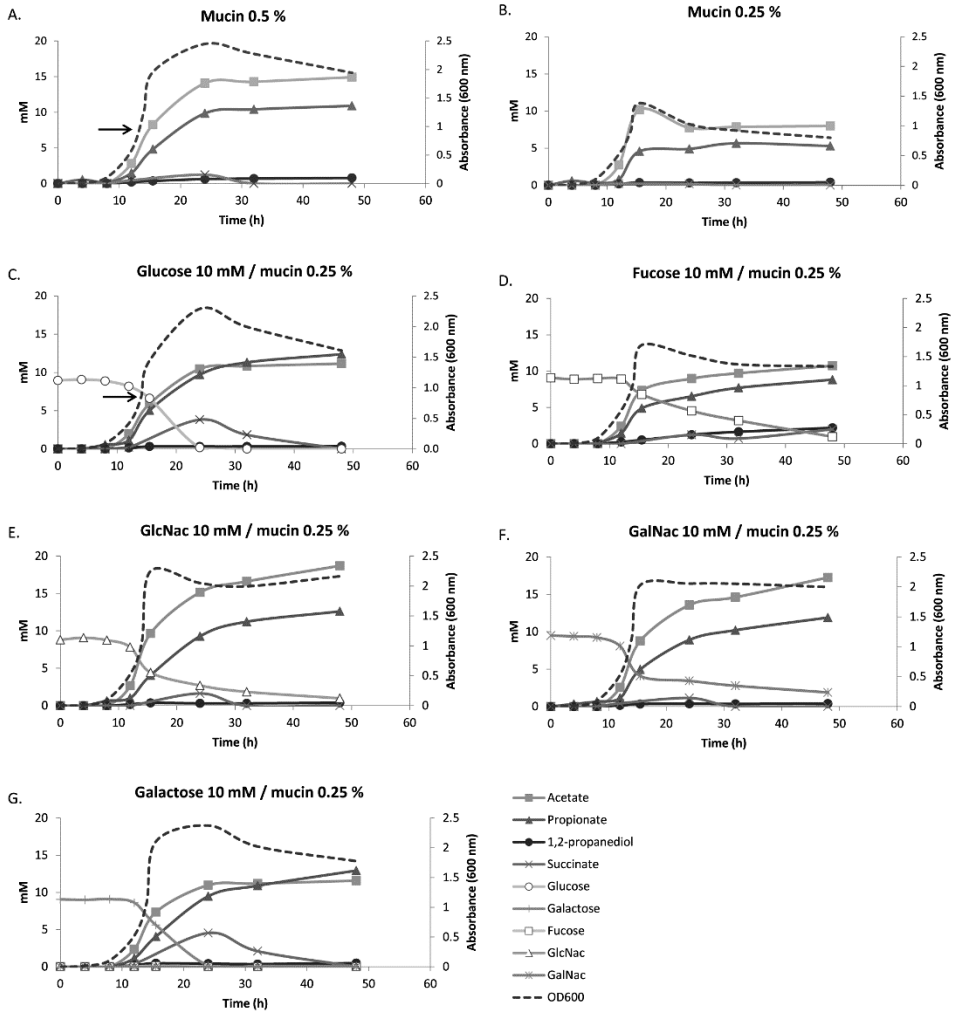 A.
Mucin 0.5 %
20
15
10
5
0
mM
2.5
2
1.5
1
0.5
0
Absorbance (600 nm)
0 10 20 30 40 50 60
Time (h)
B.
Mucin 0.25 %
20
15
10
5
0
mM
2.5
2
1.5
1
0.5
0
Absorbance (600 nm)
0 10 20 30 40 50 60
Time (h)
C.
Glucose 10 mM / mucin 0.25 %
20
15
10
5
0
mM
2.5
2.0
1.5
1.0
0.5
0.0
Absorbance (600 nm)
0 10 20 30 40 50 60
Time (h)
D.
Fucose 10 mM / mucin 0.25 %
20
15
10
5
0
mM
2.5
2
1.5
1
0.5
0
Absorbance (600 nm)
0 10 20 30 40 50 60
Time (h)
E.
GlcNac 10 mM / mucin 0.25 %
20
15
10
5
0
mM
2.5
2
1.5
1
0.5
0
Absorbance (600 nm)
0 10 20 30 40 50 60
Time (h)
F.
GalNac 10 mM / mucin 0.25 %
20
15
10
5
0
mM
2.5
2
1.5
1
0.5
0
Absorbance (600 nm)
0 10 20 30 40 50 60
Time (h)
G.
Galactose 10 mM / mucin 0.25 %
20
15
10
5
0
mM
2.5
2
1.5
1
0.5
0
Absorbance (600 nm)
0 10 20 30 40 50 60
Time (h)
Acetate
Propionate
1,2-propanediol
Succinate
Glucose
Galactose
Fucose
GlcNac
GalNac
OD600